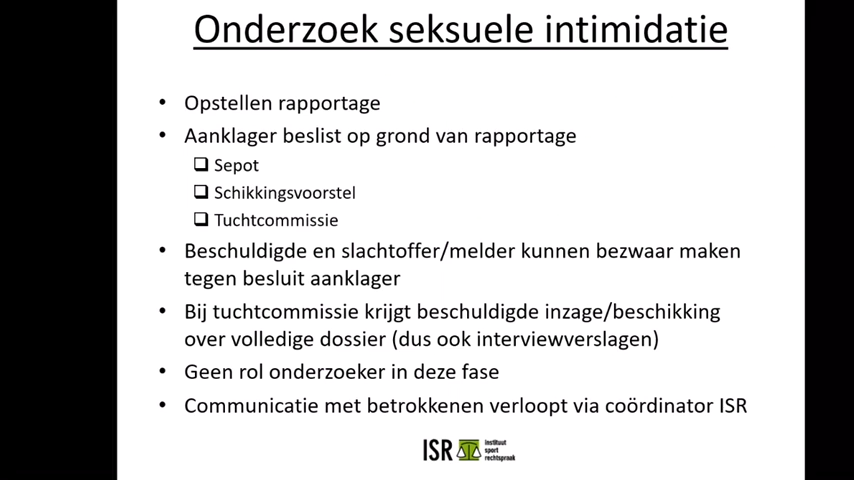 Onderzoek seksuele intimidatie
• Opstellen rapportage
• Aanklager beslist op grond van rapportage
❑ Sepot
❑ Schikkingsvoorstel
❑ Tuchtcommissie
• Beschuldigde en slachtoffer/melder kunnen bezwaar maken
tegen besluit aanklager
• Bij tuchtcommissie krijgt beschuldigde inzage/beschikking
over volledige dossier (dus ook interviewverslagen)
• Geen rol onderzoeker in deze fase
• Communicatie met betrokkenen verloopt via coördinator ISR
ISR instituut
sport
rechtspraak